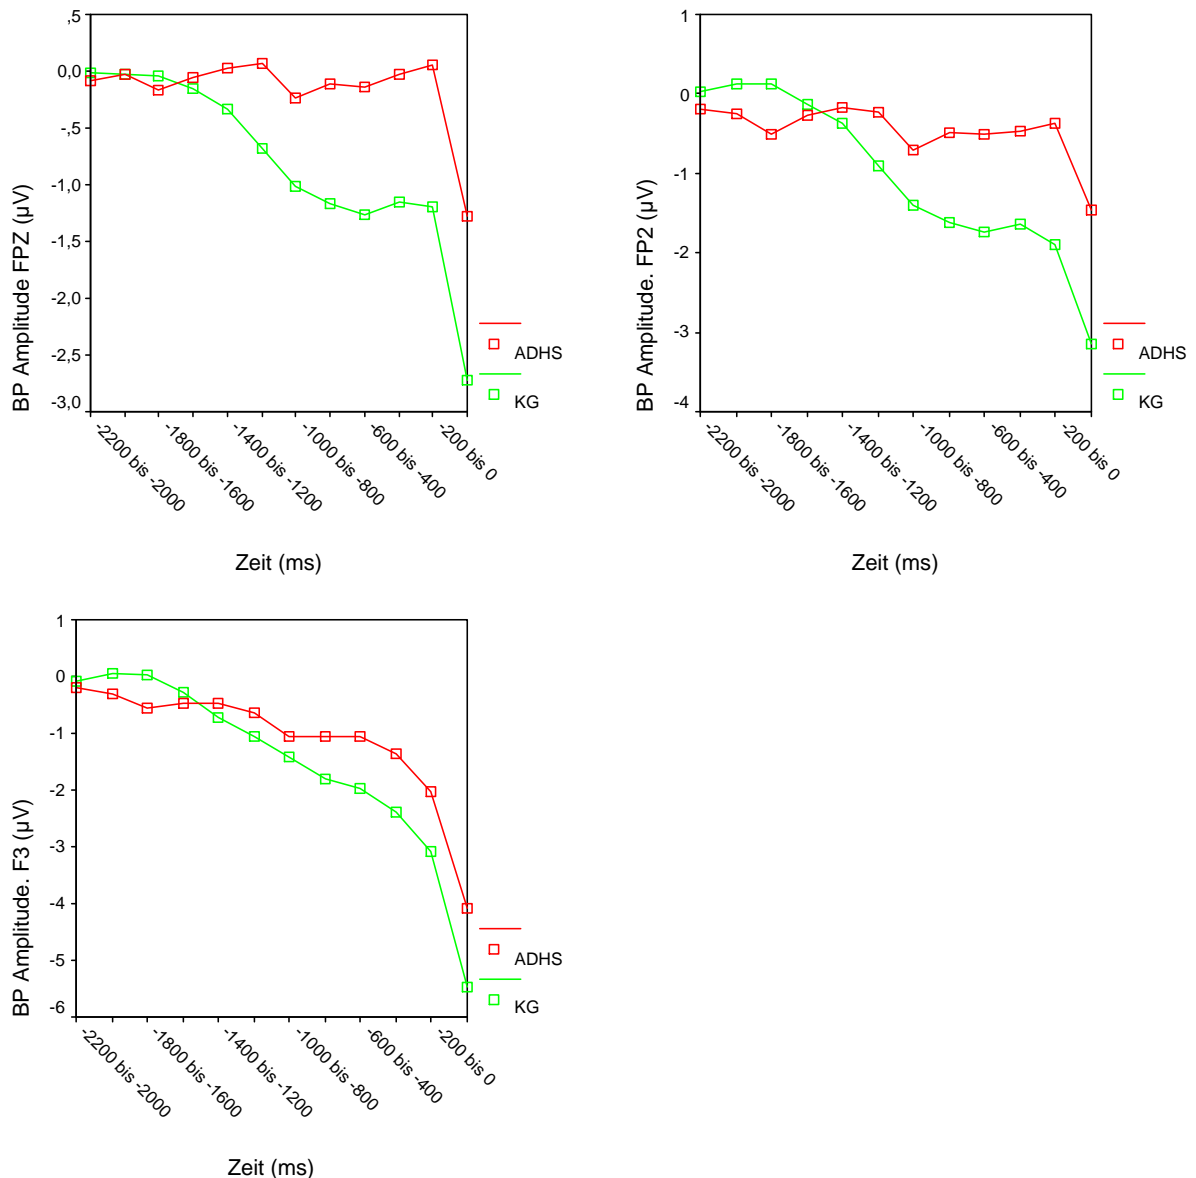 ,5
0,0
-,5
-1,0
-1,5
-2,0
-2,5
-3,0
BP Amplitude FPZ (µV)
-2200 bis -2000
-1800 bis -1600
-1400 bis -1200
-1000 bis -800
-600 bis -400
-200 bis 0
Zeit (ms)
ADHS
KG
1
0
-1
-2
-3
-4
BP Amplitude. FP2 (µV)
-2200 bis -2000
-1800 bis -1600
-1400 bis -1200
-1000 bis -800
-600 bis -400
-200 bis 0
Zeit (ms)
ADHS
KG
1
0
-1
-2
-3
-4
-5
-6
BP Amplitude. F3 (µV)
-2200 bis -2000
-1800 bis -1600
-1400 bis -1200
-1000 bis -800
-600 bis -400
-200 bis 0
Zeit (ms)
ADHS
KG